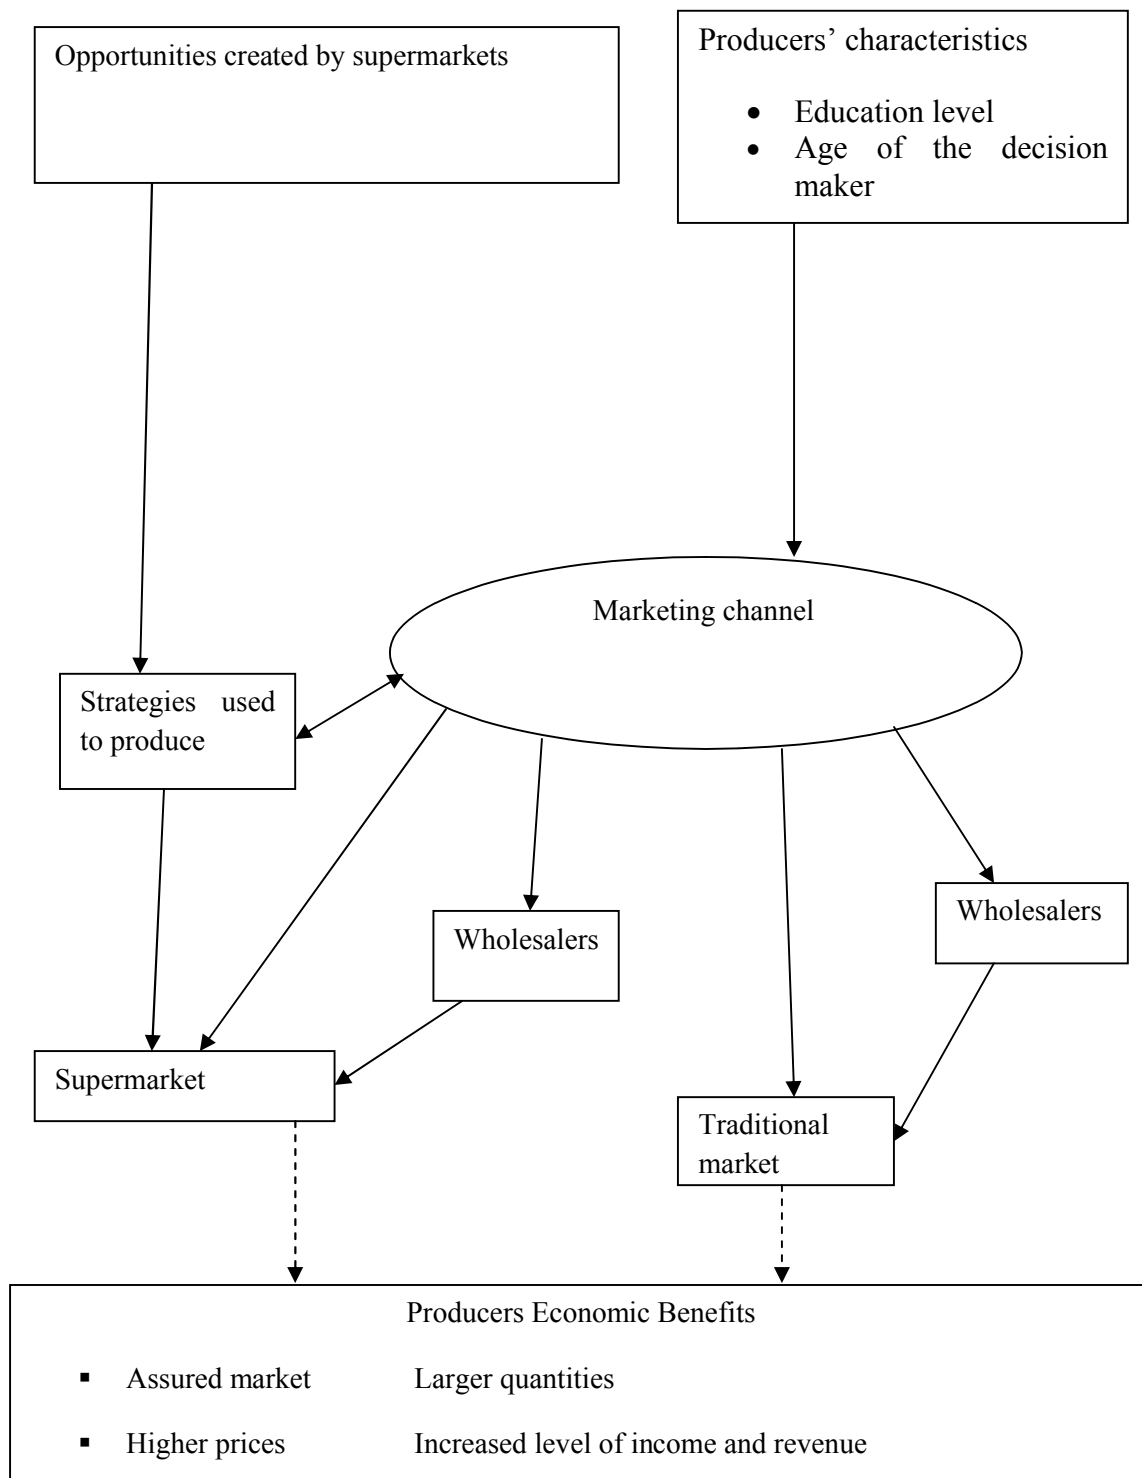 Opportunities created by supermarkets
Producers’ characteristics
• Education level
• Age of the decision
maker
Marketing channel
Strategies used
to produce
Wholesalers
Wholesalers
Supermarket
Traditional
market
Producers Economic Benefits
▪ Assured market Larger quantities
▪ Higher prices Increased level of income and revenue